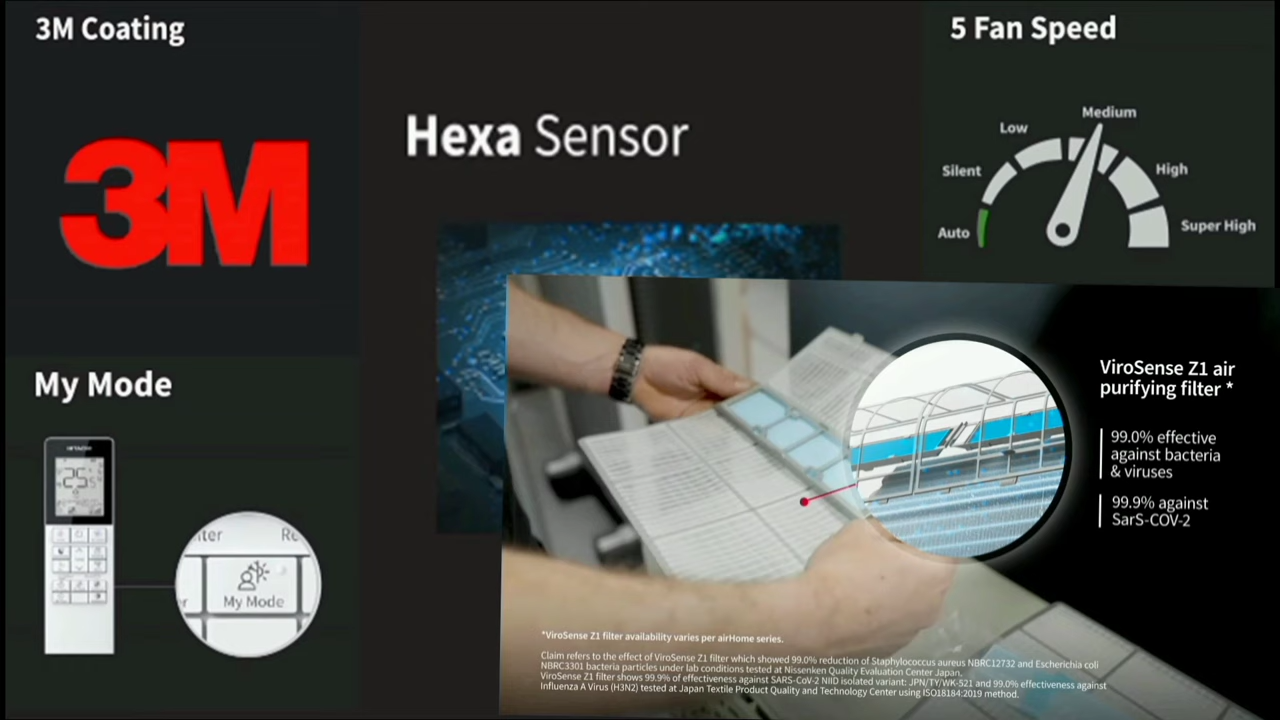 3M Coating
3M
Hexa Sensor
5 Fan Speed
Medium
Low
Silent
High
Auto
Super High
My Mode
HITACHI
25
My Mode
ViroSense Z1 air
purifying filter *
99.0% effective
against bacteria
& viruses
99.9% against
SarS-COV-2
*ViroSense Z1 filter availability varies per airHome series.
Claim refers to the effect of ViroSense Z1 filter which showed 99.0% reduction of Staphylococcus aureus NBRC12732 and Escherichia coli
NBRC3301 bacteria particles under lab conditions tested at Nissenken Quality Evaluation Center Japan.
ViroSense Z1 filter shows 99.9% of effectiveness against SARS-CoV-2 NIID isolated variant: JPN/TY/WK-521 and 99.0% effectiveness against
Influenza A Virus (H3N2) tested at Japan Textile Product Quality and Technology Center using ISO18184:2019 method.